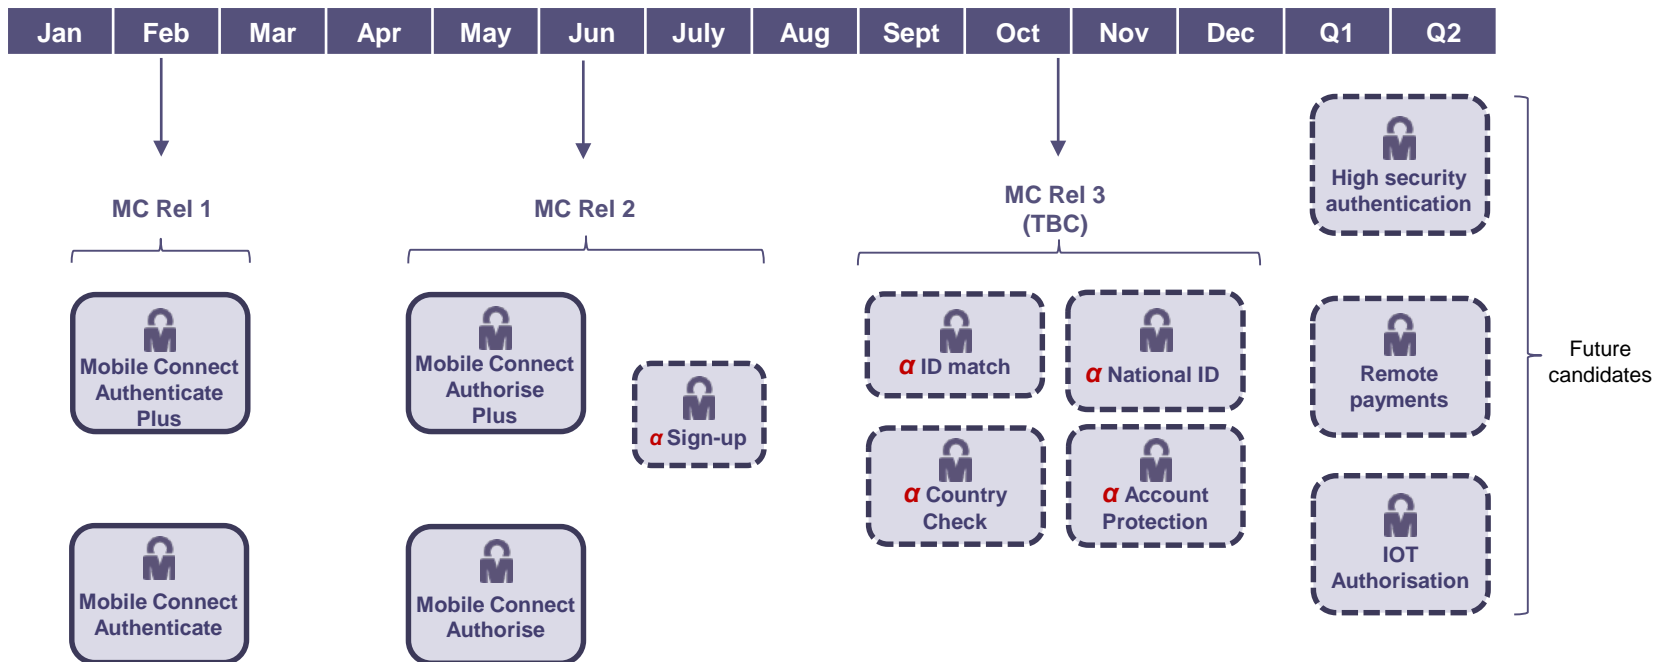 Jan Feb Mar Apr May Jun July Aug Sept Oct Nov Dec Q1 Q2
MC Rel 1
Mobile Connect
Authenticate
Plus
Mobile Connect
Authenticate
MC Rel 2
Mobile Connect
Authorise
Plus
α Sign-up
Mobile Connect
Authorise
MC Rel 3
(TBC)
α ID match
α National ID
α Country
Check
α Account
Protection
High security
authentication
Remote
payments
IOT
Authorisation
Future
candidates